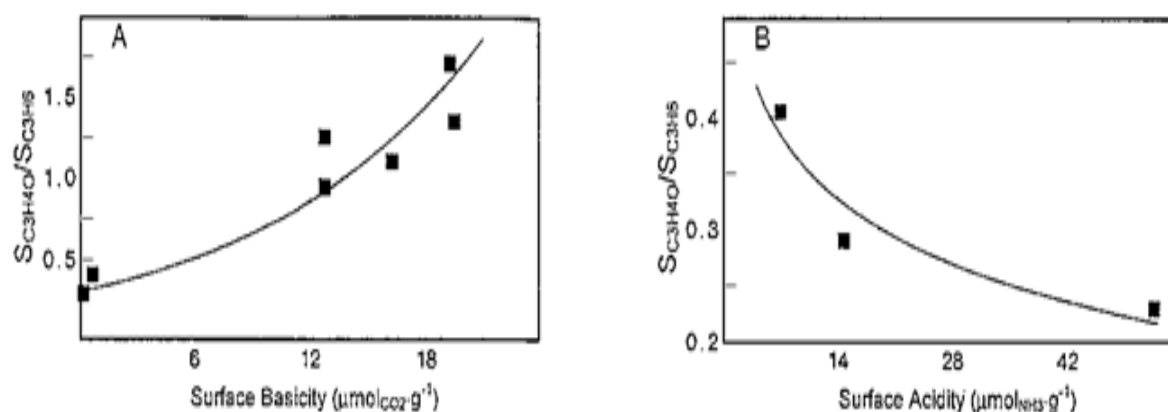 A
SC3H4O/SC3H6
1.5
1.0
0.5
6 12 18
Surface Basicity (μmolCO2·g⁻¹)
B
SC3H4O/SC3H6
0.4
0.3
0.2
14 28 42
Surface Acidity (μmolNH3·g⁻¹)